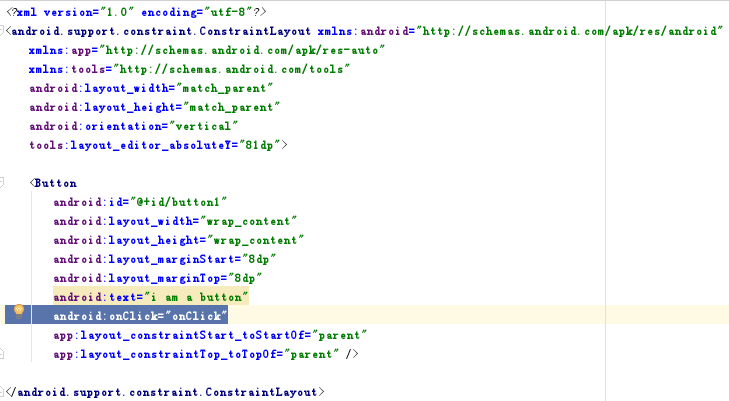 <?xml version="1.0" encoding="utf-8"?>
<android.support.constraint.ConstraintLayout xmlns:android="http://schemas.android.com/apk/res/android"
xmlns:app="http://schemas.android.com/apk/res-auto"
xmlns:tools="http://schemas.android.com/tools"
android:layout_width="match_parent"
android:layout_height="match_parent"
android:orientation="vertical"
tools:layout_editor_absoluteY="81dp">
<Button
android:id="@+id/button1"
android:layout_width="wrap_content"
android:layout_height="wrap_content"
android:layout_marginStart="8dp"
android:layout_marginTop="8dp"
android:text="i am a button"
android:onClick="onClick"
app:layout_constraintStart_toStartOf="parent"
app:layout_constraintTop_toTopOf="parent" />
</android.support.constraint.ConstraintLayout>